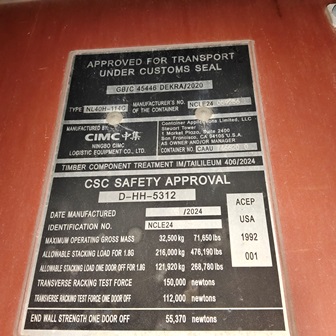 APPROVED FOR TRANSPORT
UNDER CUSTOMS SEAL
GB/C 45446 DEKRA/2020
TYPE NL40H-114C MANUFACTURER'S NO. OF THE CONTAINER NCLE24
MANUFACTURED BY:
CIMC中集
NINGBO CIMC
LOGISTIC EQUIPMENT CO., LTD.
Container Applications Limited, LLC
Steuart Tower
1 Market Plaza, Suite 2400
San Francisco, CA 94105 U.S.A.
AS OWNER AND/OR MANAGER
CONTAINER NO. CAAU
TIMBER COMPONENT TREATMENT IM/TAILILEUM 400/2024
CSC SAFETY APPROVAL
D-HH-5312
DATE MANUFACTURED /2024
IDENTIFICATION NO. NCLE24
MAXIMUM OPERATING GROSS MASS 32,500 kg 71,650 lbs
ALLOWABLE STACKING LOAD FOR 1.8G 216,000 kg 476,190 lbs
ALLOWABLE STACKING LOAD ONE DOOR OFF FOR 1.8G 121,920 kg 268,780 lbs
TRANSVERSE RACKING TEST FORCE 150,000 newtons
TRANSVERSE RACKING TEST FORCE ONE DOOR OFF 112,000 newtons
END WALL STRENGTH ONE DOOR OFF 55,370 newtons
ACEP
USA
1992
001